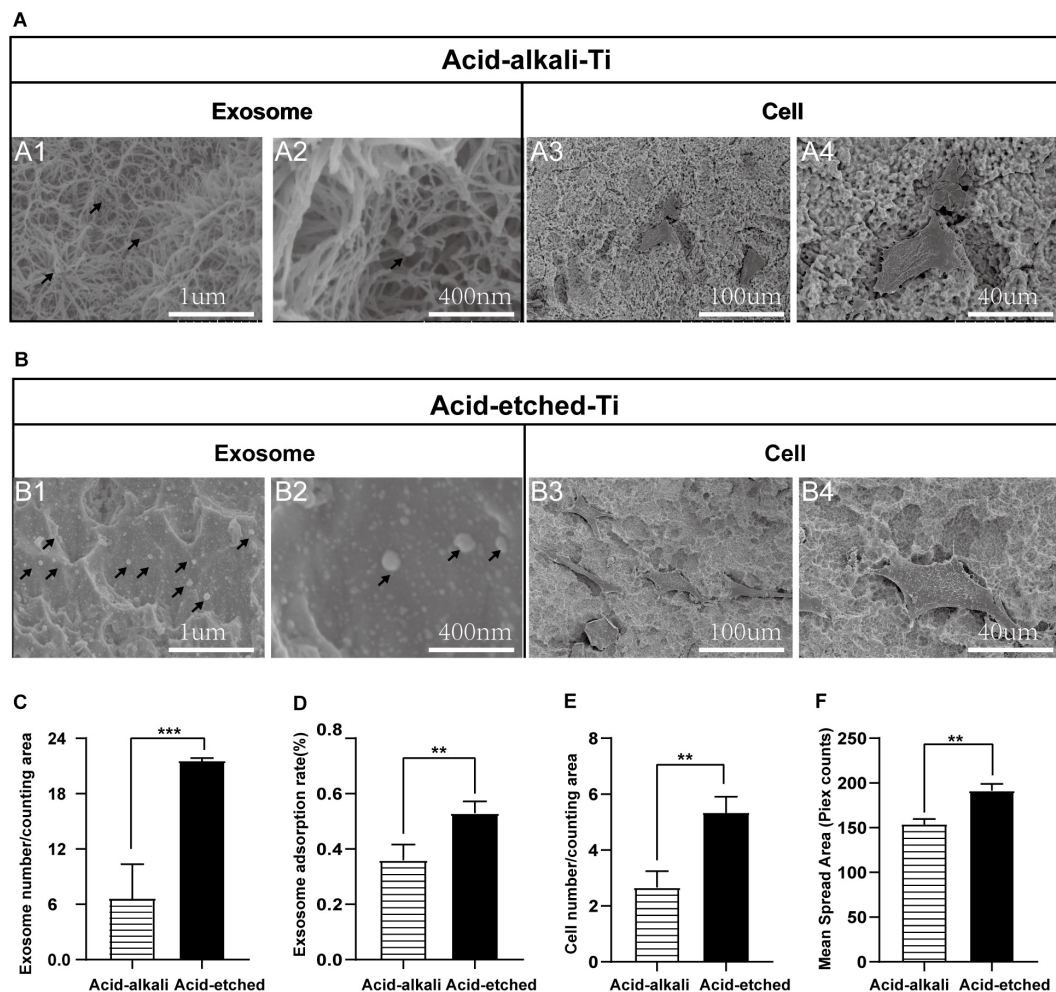 A
Acid-alkali-Ti
Exosome
Cell
A1
A2
A3
A4
1um
400nm
100um
40um
B
Acid-etched-Ti
Exosome
Cell
B1
B2
B3
B4
1um
400nm
100um
40um
C
Exosome number/counting area
24
18
12
6
0.0
***
Acid-alkali Acid-etched
D
Exsosome adsorption rate(%)
0.8
0.6
0.4
0.2
0.0
**
Acid-alkali Acid-etched
E
Cell number/counting area
8
6
4
2
0
**
Acid-alkali Acid-etched
F
Mean Spread Area (Piex counts)
250
200
150
100
50
0
**
Acid-alkali Acid-etched